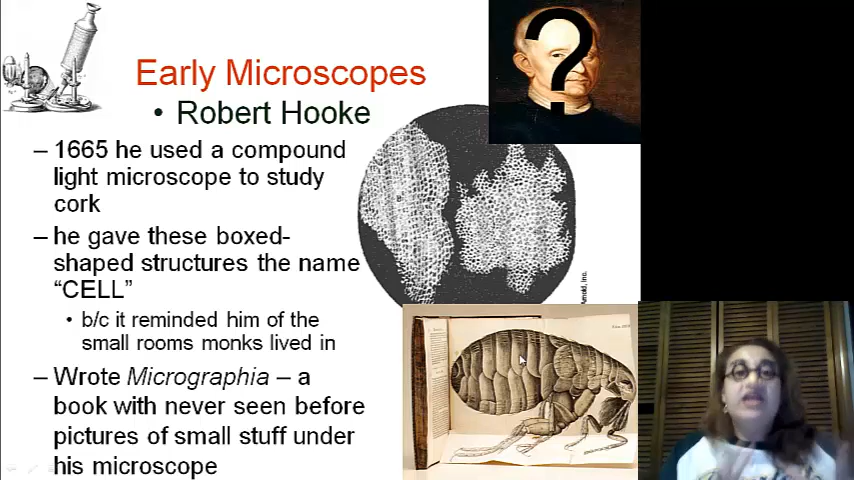 Early Microscopes
• Robert Hooke
– 1665 he used a compound
light microscope to study
cork
– he gave these boxed-
shaped structures the name
“CELL”
• b/c it reminded him of the
small rooms monks lived in
– Wrote Micrographia – a
book with never seen before
pictures of small stuff under
his microscope
?
Arnold, Inc.